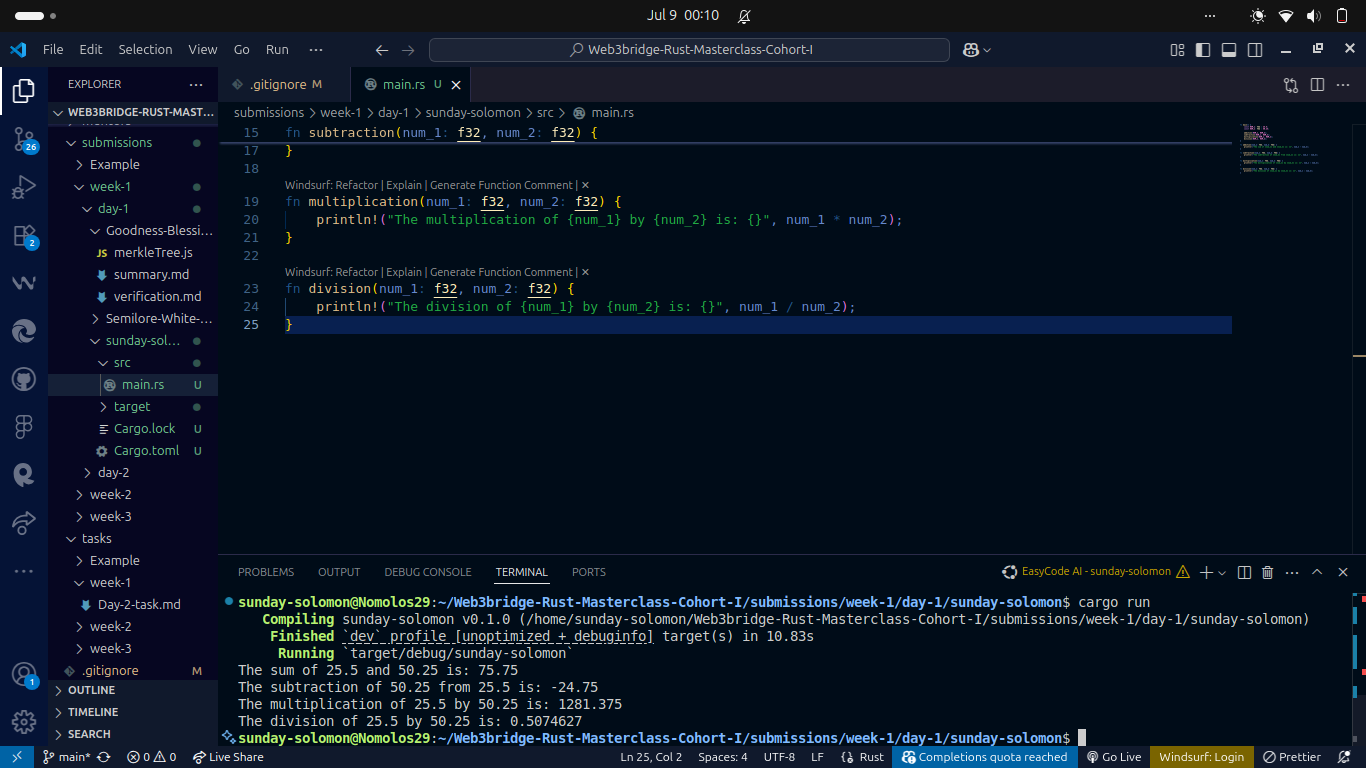 Jul 9 00:10
File Edit Selection View Go Run
Web3bridge-Rust-Masterclass-Cohort-I
EXPLORER
WEB3BRIDGE-RUST-MAST...
submissions
Example
week-1
day-1
Goodness-Blessi...
JS merkleTree.js
summary.md
verification.md
Semilore-White-...
sunday-sol...
src
main.rs U
target
Cargo.lock U
Cargo.toml U
day-2
week-2
week-3
tasks
Example
week-1
Day-2-task.md
week-2
week-3
.gitignore M
OUTLINE
TIMELINE
SEARCH
26
2
1
.gitignore M
main.rs U
submissions > week-1 > day-1 > sunday-solomon > src > main.rs
15 fn subtraction(num_1: f32, num_2: f32) {
17 }
18
Windsurf: Refactor | Explain | Generate Function Comment | ×
19 fn multiplication(num_1: f32, num_2: f32) {
20 println!("The multiplication of {num_1} by {num_2} is: {}", num_1 * num_2);
21 }
22
Windsurf: Refactor | Explain | Generate Function Comment | ×
23 fn division(num_1: f32, num_2: f32) {
24 println!("The division of {num_1} by {num_2} is: {}", num_1 / num_2);
25 }
PROBLEMS OUTPUT DEBUG CONSOLE TERMINAL PORTS
EasyCode AI - sunday-solomon
sunday-solomon@Nomolos29:~/Web3bridge-Rust-Masterclass-Cohort-I/submissions/week-1/day-1/sunday-solomon$ cargo run
Compiling sunday-solomon v0.1.0 (/home/sunday-solomon/Web3bridge-Rust-Masterclass-Cohort-I/submissions/week-1/day-1/sunday-solomon)
Finished `dev` profile [unoptimized + debuginfo] target(s) in 10.83s
Running `target/debug/sunday-solomon`
The sum of 25.5 and 50.25 is: 75.75
The subtraction of 50.25 from 25.5 is: -24.75
The multiplication of 25.5 by 50.25 is: 1281.375
The division of 25.5 by 50.25 is: 0.5074627
sunday-solomon@Nomolos29:~/Web3bridge-Rust-Masterclass-Cohort-I/submissions/week-1/day-1/sunday-solomon$
main* 0 0 Live Share
Ln 25, Col 2 Spaces: 4 UTF-8 LF {} Rust Completions quota reached Go Live Windsurf: Login Prettier